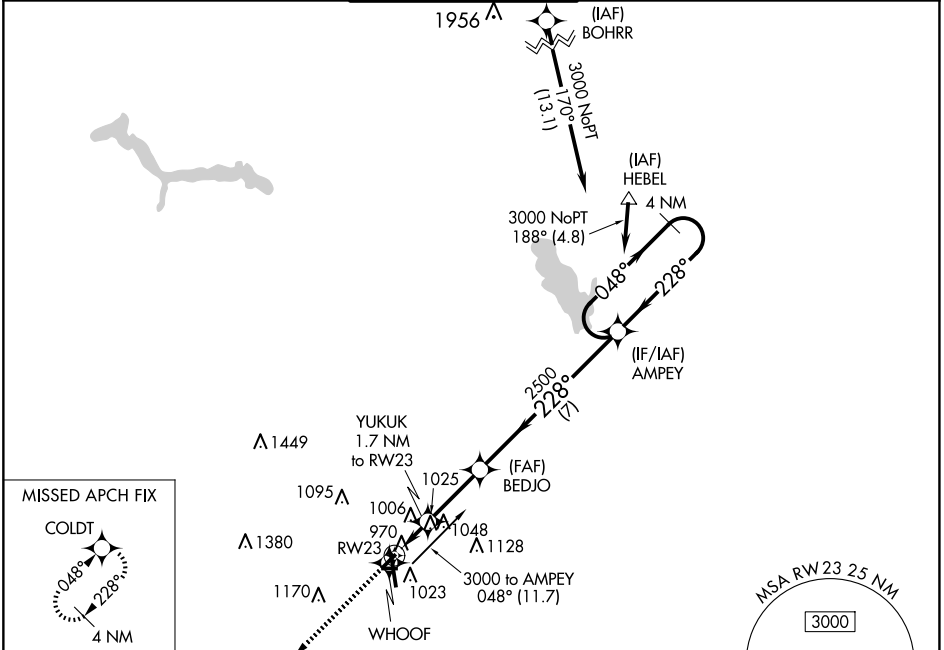 1956
(IAF)
BOHRR
3000 NoPT
170°
(13.1)
(IAF)
HEBEL
4 NM
3000 NoPT
188° (4.8)
048°
228°
(IF/IAF)
AMPEY
2500
228°
(7)
YUKUK
1.7 NM
to RW23
1449
1025
(FAF)
BEDJO
1095
1006
970
1048
1380
RW23
1128
3000 to AMPEY
048° (11.7)
1170
1023
WHOOF
MISSED APCH FIX
COLDT
048°
228°
4 NM
MSA RW23 25 NM
3000